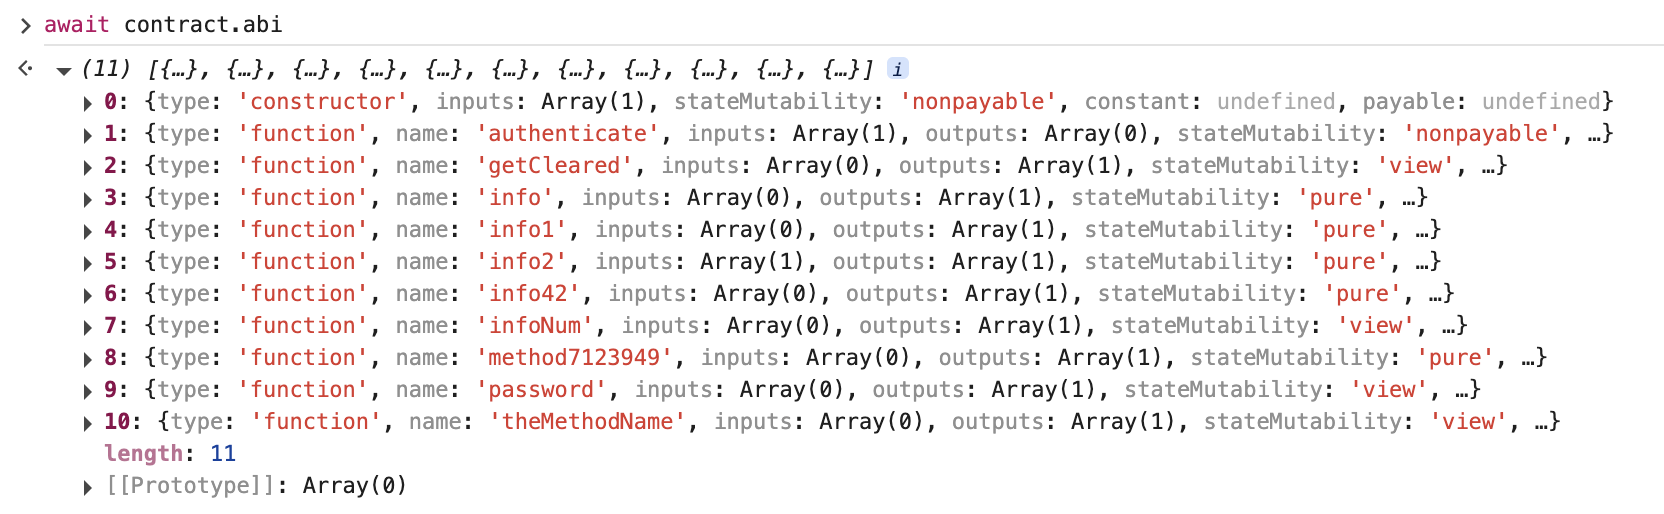 > await contract.abi
(11) [{…}, {…}, {…}, {…}, {…}, {…}, {…}, {…}, {…}, {…}, {…}] i
0: {type: 'constructor', inputs: Array(1), stateMutability: 'nonpayable', constant: undefined, payable: undefined}
1: {type: 'function', name: 'authenticate', inputs: Array(1), outputs: Array(0), stateMutability: 'nonpayable', …}
2: {type: 'function', name: 'getCleared', inputs: Array(0), outputs: Array(1), stateMutability: 'view', …}
3: {type: 'function', name: 'info', inputs: Array(0), outputs: Array(1), stateMutability: 'pure', …}
4: {type: 'function', name: 'info1', inputs: Array(0), outputs: Array(1), stateMutability: 'pure', …}
5: {type: 'function', name: 'info2', inputs: Array(1), outputs: Array(1), stateMutability: 'pure', …}
6: {type: 'function', name: 'info42', inputs: Array(0), outputs: Array(1), stateMutability: 'pure', …}
7: {type: 'function', name: 'infoNum', inputs: Array(0), outputs: Array(1), stateMutability: 'view', …}
8: {type: 'function', name: 'method7123949', inputs: Array(0), outputs: Array(1), stateMutability: 'pure', …}
9: {type: 'function', name: 'password', inputs: Array(0), outputs: Array(1), stateMutability: 'view', …}
10: {type: 'function', name: 'theMethodName', inputs: Array(0), outputs: Array(1), stateMutability: 'view', …}
length: 11
[[Prototype]]: Array(0)